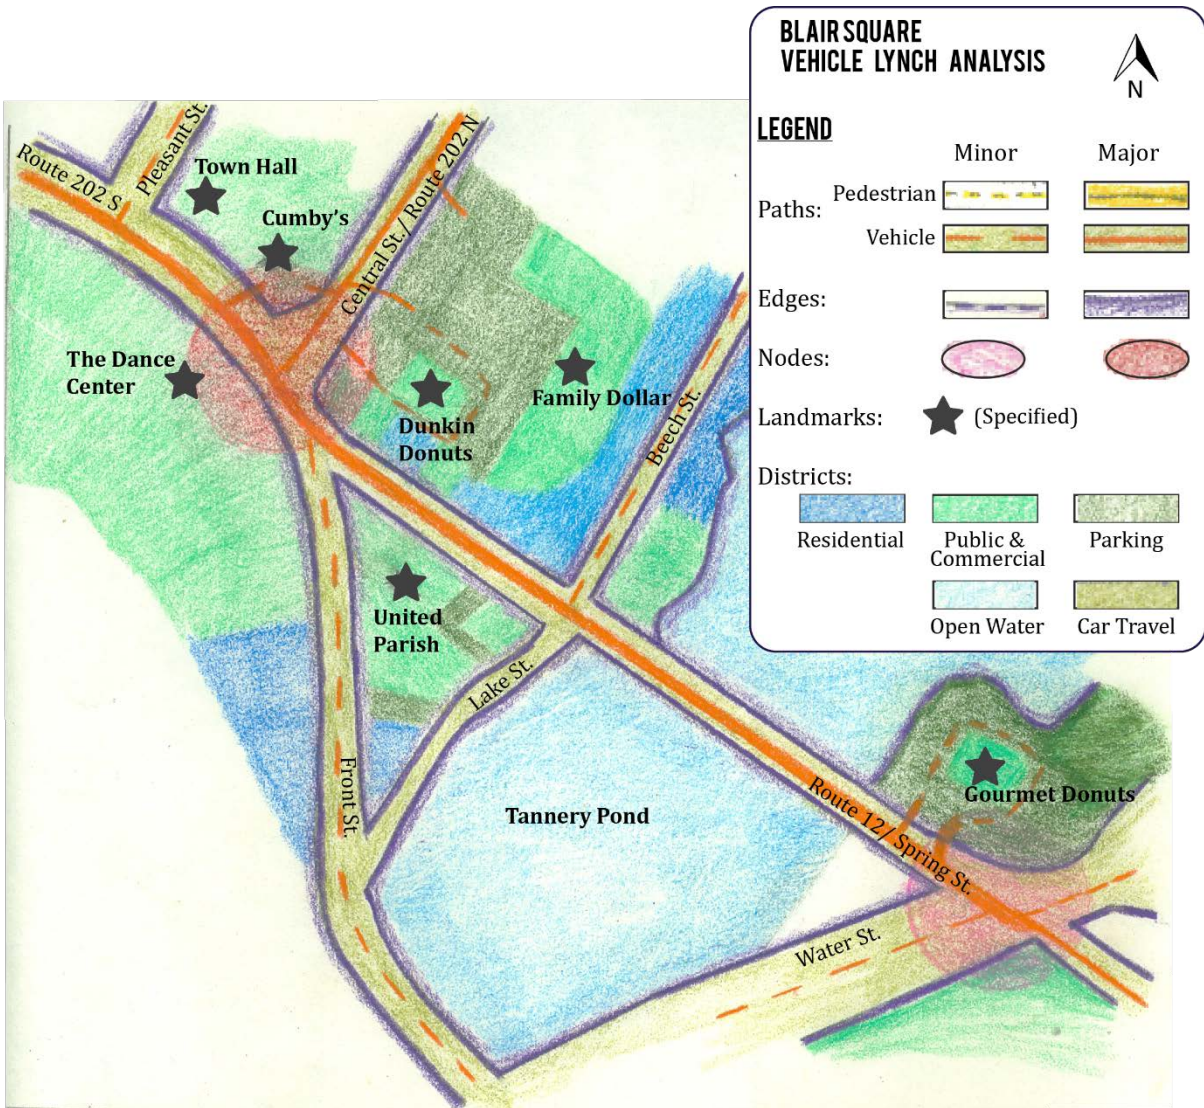 BLAIR SQUARE
VEHICLE LYNCH ANALYSIS
N
LEGEND
Minor
Major
Paths:
Pedestrian
Vehicle
Edges:
Nodes:
Landmarks:
(Specified)
Districts:
Residential
Public &
Commercial
Parking
Open Water
Car Travel
Route 202 S
Pleasant St.
Town Hall
Cumby's
Central St./ Route 202 N
The Dance
Center
Dunkin
Donuts
Family Dollar
Beech St.
United
Parish
Lake St.
Front St.
Tannery Pond
Gourmet Donuts
Route 12/ Spring St.
Water St.